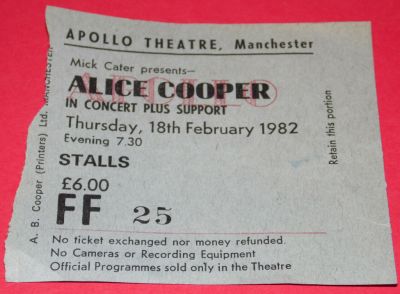 APOLLO THEATRE, Manchester
Mick Cater presents—
APOLLO
ALICE COOPER
IN CONCERT PLUS SUPPORT
Thursday, 18th February 1982
Evening 7.30
STALLS
£6.00
FF 25
No ticket exchanged nor money refunded
No Cameras or Recording Equipment
Official Programmes sold only in the Theatre
A. B. Cooper (Printers) Ltd. MANCHESTER
Retain this portion